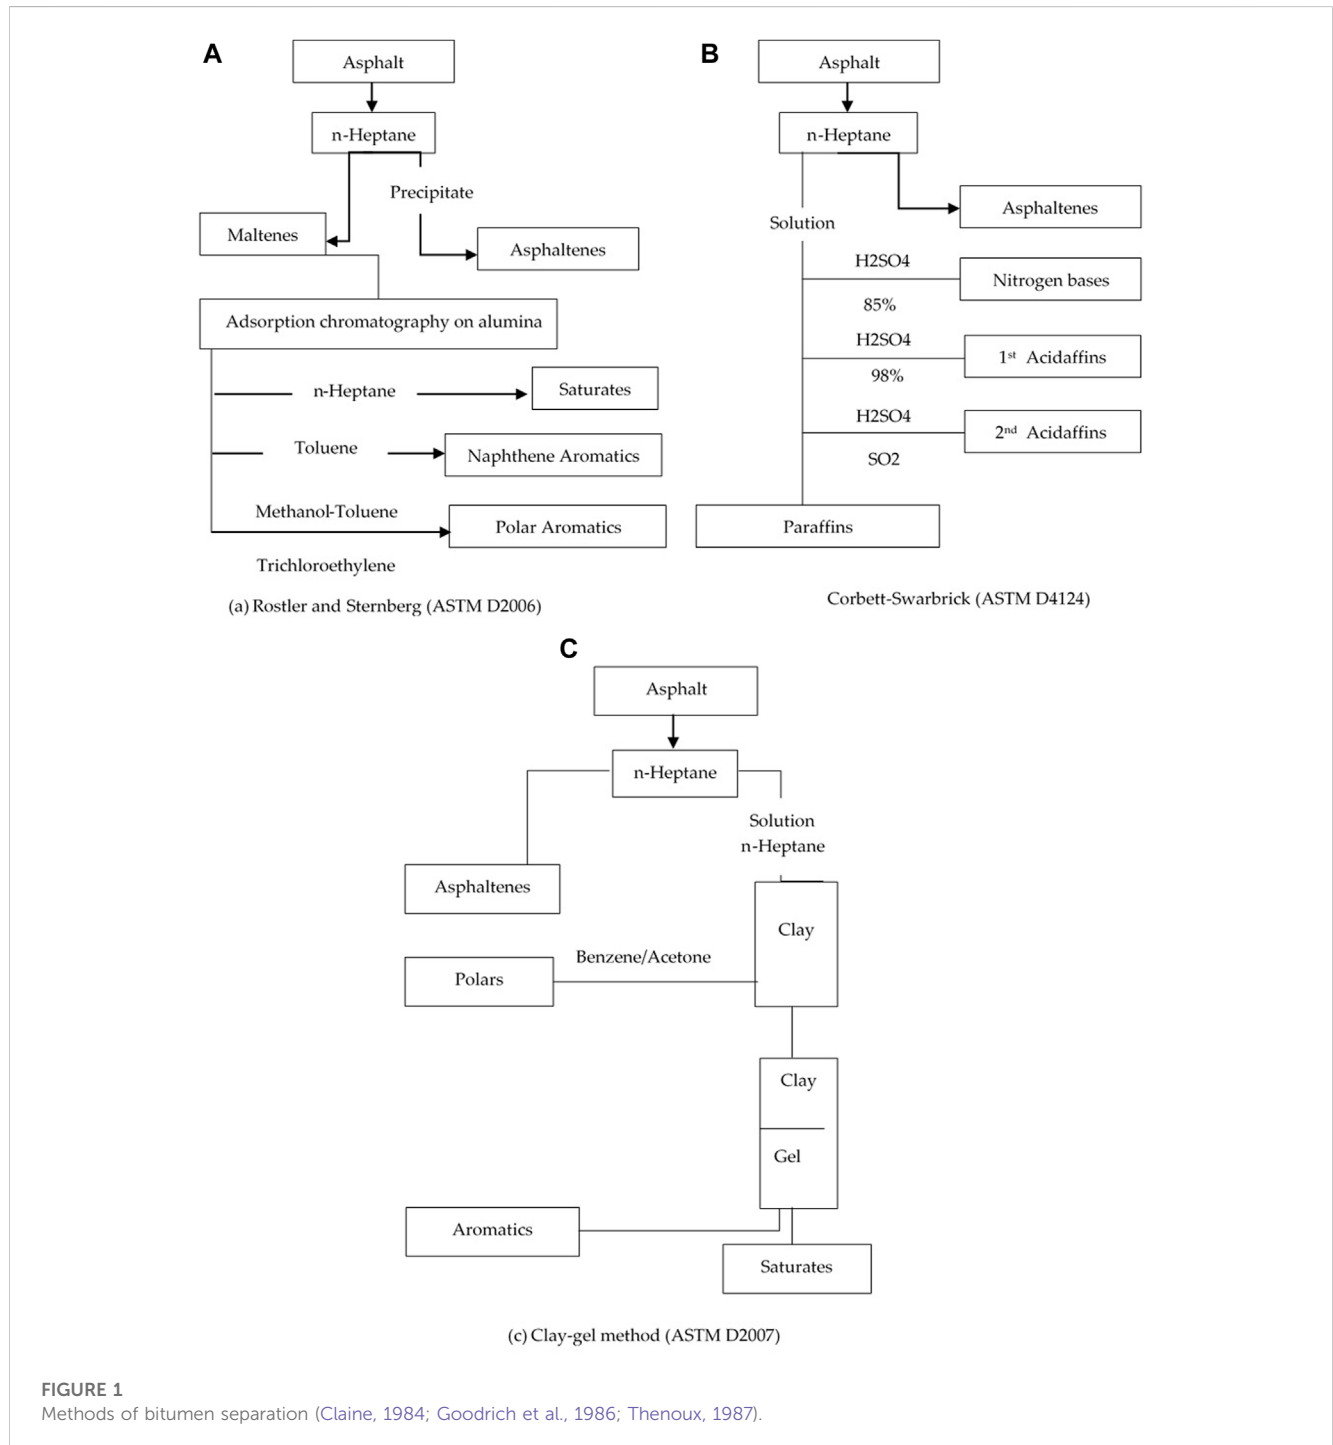 A
Asphalt
n-Heptane
Precipitate
Maltenes
Asphaltenes
Adsorption chromatography on alumina
n-Heptane
Saturates
Toluene
Naphthene Aromatics
Methanol-Toluene
Polar Aromatics
Trichloroethylene
(a) Rostler and Sternberg (ASTM D2006)
B
Asphalt
n-Heptane
Asphaltenes
Solution
H2SO4
Nitrogen bases
85%
H2SO4
1st Acidaffins
98%
H2SO4
2nd Acidaffins
SO2
Paraffins
Corbett-Swarbrick (ASTM D4124)
C
Asphalt
n-Heptane
Solution
n-Heptane
Asphaltenes
Clay
Benzene/Acetone
Polars
Clay
Gel
Aromatics
Saturates
(c) Clay-gel method (ASTM D2007)
FIGURE 1
Methods of bitumen separation (Claine, 1984; Goodrich et al., 1986; Thenoux, 1987).